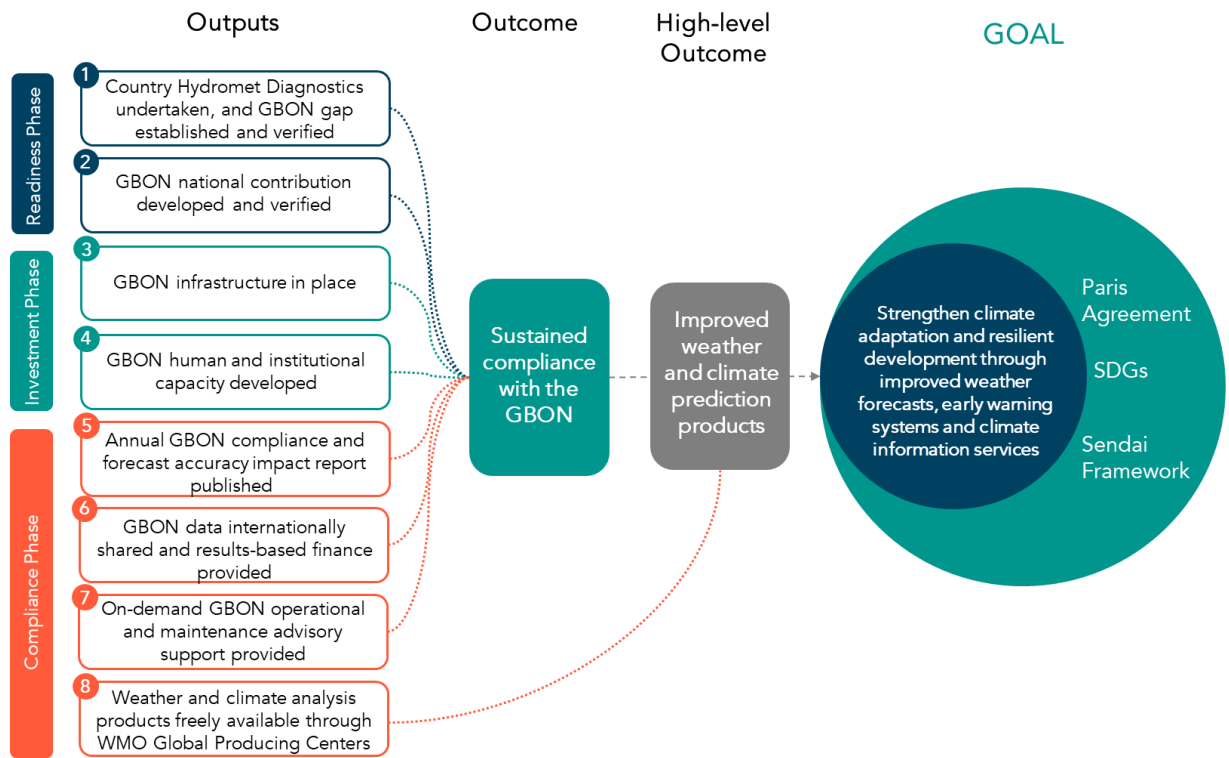 Outputs
Outcome
High-level
Outcome
GOAL
Readiness Phase
1
Country Hydromet Diagnostics
undertaken, and GBON gap
established and verified
2
GBON national contribution
developed and verified
Investment Phase
3
GBON infrastructure in place
4
GBON human and institutional
capacity developed
Compliance Phase
5
Annual GBON compliance and
forecast accuracy impact report
published
6
GBON data internationally
shared and results-based finance
provided
7
On-demand GBON operational
and maintenance advisory
support provided
8
Weather and climate analysis
products freely available through
WMO Global Producing Centers
Sustained
compliance
with the
GBON
Improved
weather
and climate
prediction
products
Strengthen climate
adaptation and resilient
development through
improved weather
forecasts, early warning
systems and climate
information services
Paris
Agreement
SDGs
Sendai
Framework